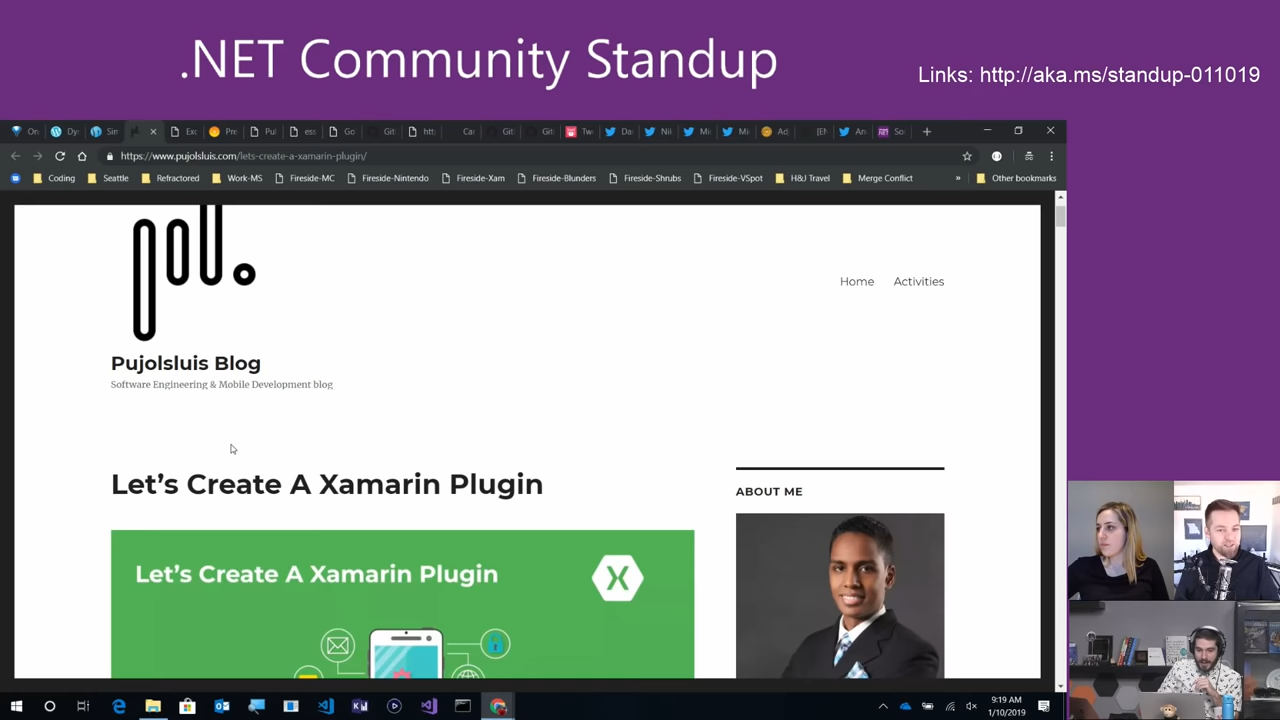 .NET Community Standup
Links: http://aka.ms/standup-011019
https://www.pujolsluis.com/lets-create-a-xamarin-plugin/
Coding Seattle Refractored Work-MS Fireside-MC Fireside-Nintendo Fireside-Xam Fireside-Blunders Fireside-Shrubs Fireside-VSpot H&J Travel Merge Conflict » Other bookmarks
Home Activities
Pujolsluis Blog
Software Engineering & Mobile Development blog
Let's Create A Xamarin Plugin
ABOUT ME
Let's Create A Xamarin Plugin
9:19 AM
1/10/2019